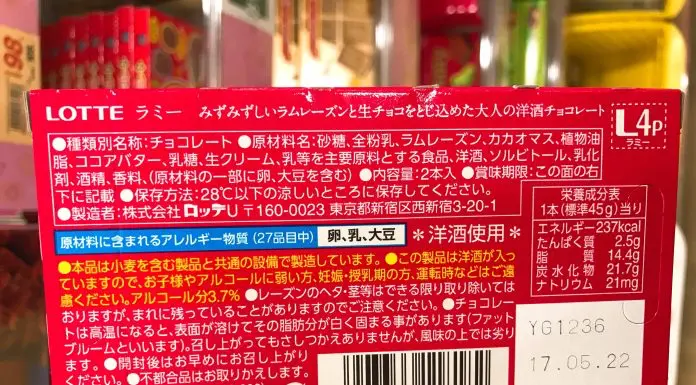 LOTTE ラミー みずみずしいラムレーズンと生チョコをとじ込めた大人の洋酒チョコレート
L4P
ラミー
●種類別名称:チョコレート ●原材料名:砂糖、全粉乳、ラムレーズン、カカオマス、植物油
脂、ココアバター、乳糖、生クリーム、乳等を主要原料とする食品、洋酒、ソルビトール、乳化
剤、酒精、香料、(原材料の一部に卵、大豆を含む) ●内容量:2本入 ●賞味期限:この面の右
下に記載 ●保存方法:28℃以下の涼しいところに保存してください。
●製造者:株式会社ロッテU 〒160-0023 東京都新宿区西新宿3-20-1
原材料に含まれるアレルギー物質(27品目中) 卵、乳、大豆 *洋酒使用*
●本品は小麦を含む製品と共通の設備で製造しています。●この製品は洋酒が入っ
ていますので、お子様やアルコールに弱い方、妊娠・授乳期の方、運転時などはご遠
慮ください。アルコール分3.7% ●レーズンのヘタ・茎等はできる限り取り除いては
おりますが、まれに残っていることがありますのでご注意ください。●チョコレー
トは高温になると、表面が溶けてその脂肪分が白く固まる事があります(ファット
ブルームといいます)。召し上がってもさしつかえありませんが、風味の上では劣り
ます。●開封後はお早めにお召し上がり
ください。●不都合品はお取りかえします。
栄養成分表
1本(標準45g)当り
エネルギー 237kcal
たんぱく質 2.5g
脂質 14.4g
炭水化物 21.7g
ナトリウム 21mg
YG1236
17.05.22